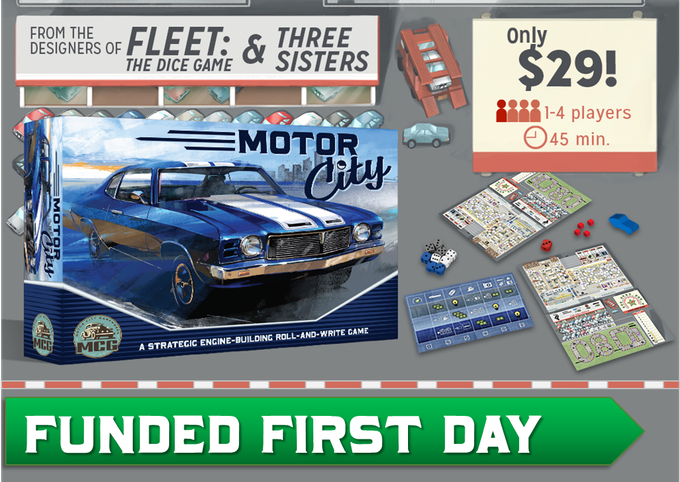 FROM THE
DESIGNERS OF
FLEET:
THE DICE GAME
&
THREE
SISTERS
Only
$29!
1-4 players
45 min.
MOTOR
City
MOTOR
City
MCG
MCG
A STRATEGIC ENGINE-BUILDING ROLL-AND-WRITE GAME
FUNDED FIRST DAY